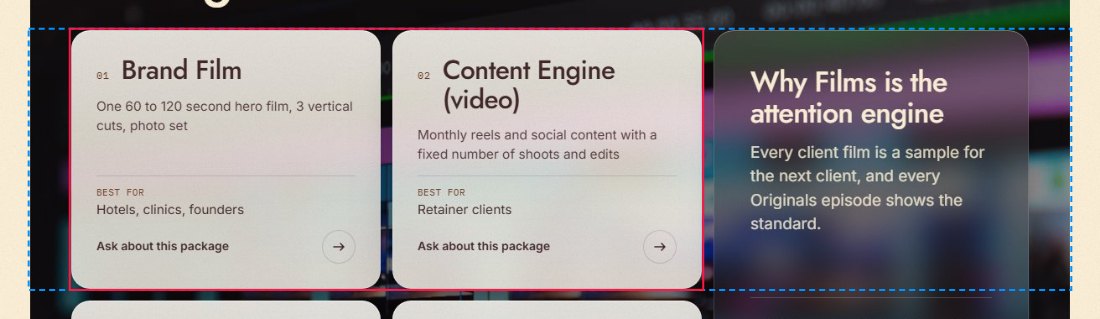 01 Brand Film
One 60 to 120 second hero film, 3 vertical
cuts, photo set
BEST FOR
Hotels, clinics, founders
Ask about this package
02 Content Engine
(video)
Monthly reels and social content with a
fixed number of shoots and edits
BEST FOR
Retainer clients
Ask about this package
Why Films is the
attention engine
Every client film is a sample for
the next client, and every
Originals episode shows the
standard.